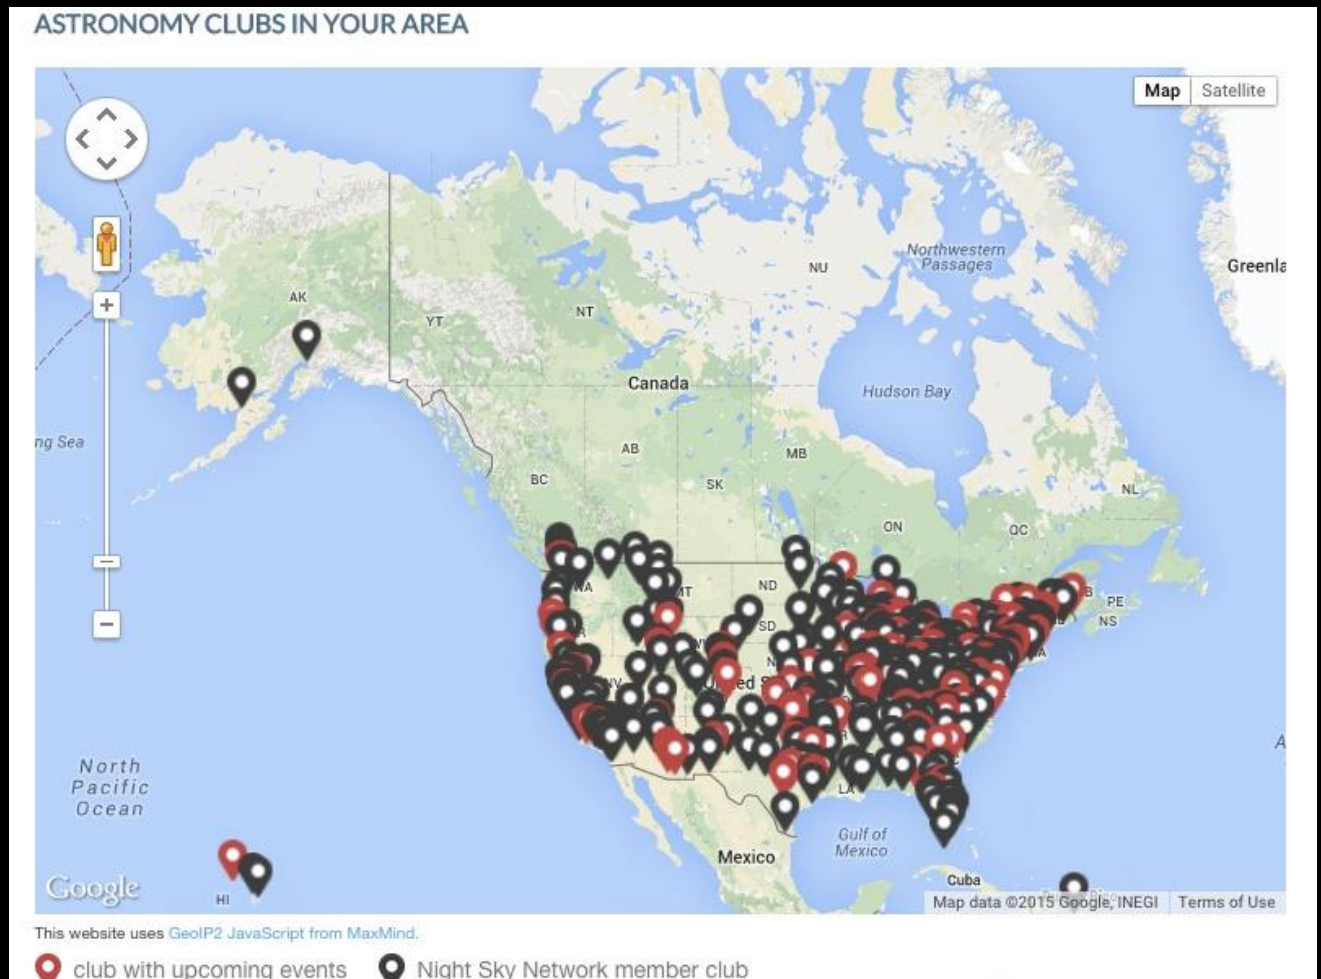 ASTRONOMY CLUBS IN YOUR AREA
Map Satellite
Northwestern
Passages
NU
Greenla
AK
NT
YT
Canada
Hudson Bay
ng Sea
AB
MB
BC
SK
NL
ON
QC
ND
PE
NS
SD
North
Pacific
Ocean
LA
Gulf of
Mexico
Mexico
Cuba
Google
HI
Map data ©2015 Google, INEGI Terms of Use
This website uses GeoIP2 JavaScript from MaxMind.
club with upcoming events Night Sky Network member club